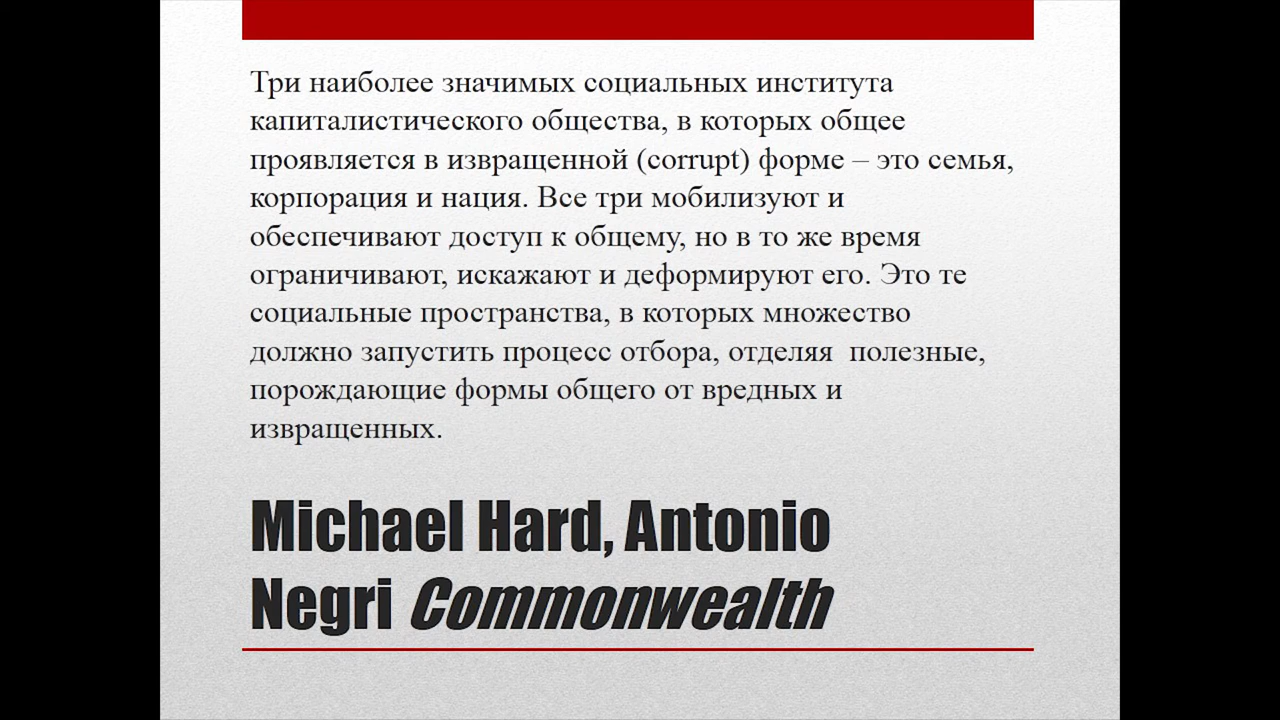 Три наиболее значимых социальных института
капиталистического общества, в которых общее
проявляется в извращенной (corrupt) форме – это семья,
корпорация и нация. Все три мобилизуют и
обеспечивают доступ к общему, но в то же время
ограничивают, искажают и деформируют его. Это те
социальные пространства, в которых множество
должно запустить процесс отбора, отделяя  полезные,
порождающие формы общего от вредных и
извращенных.
Michael Hard, Antonio
Negri Commonwealth